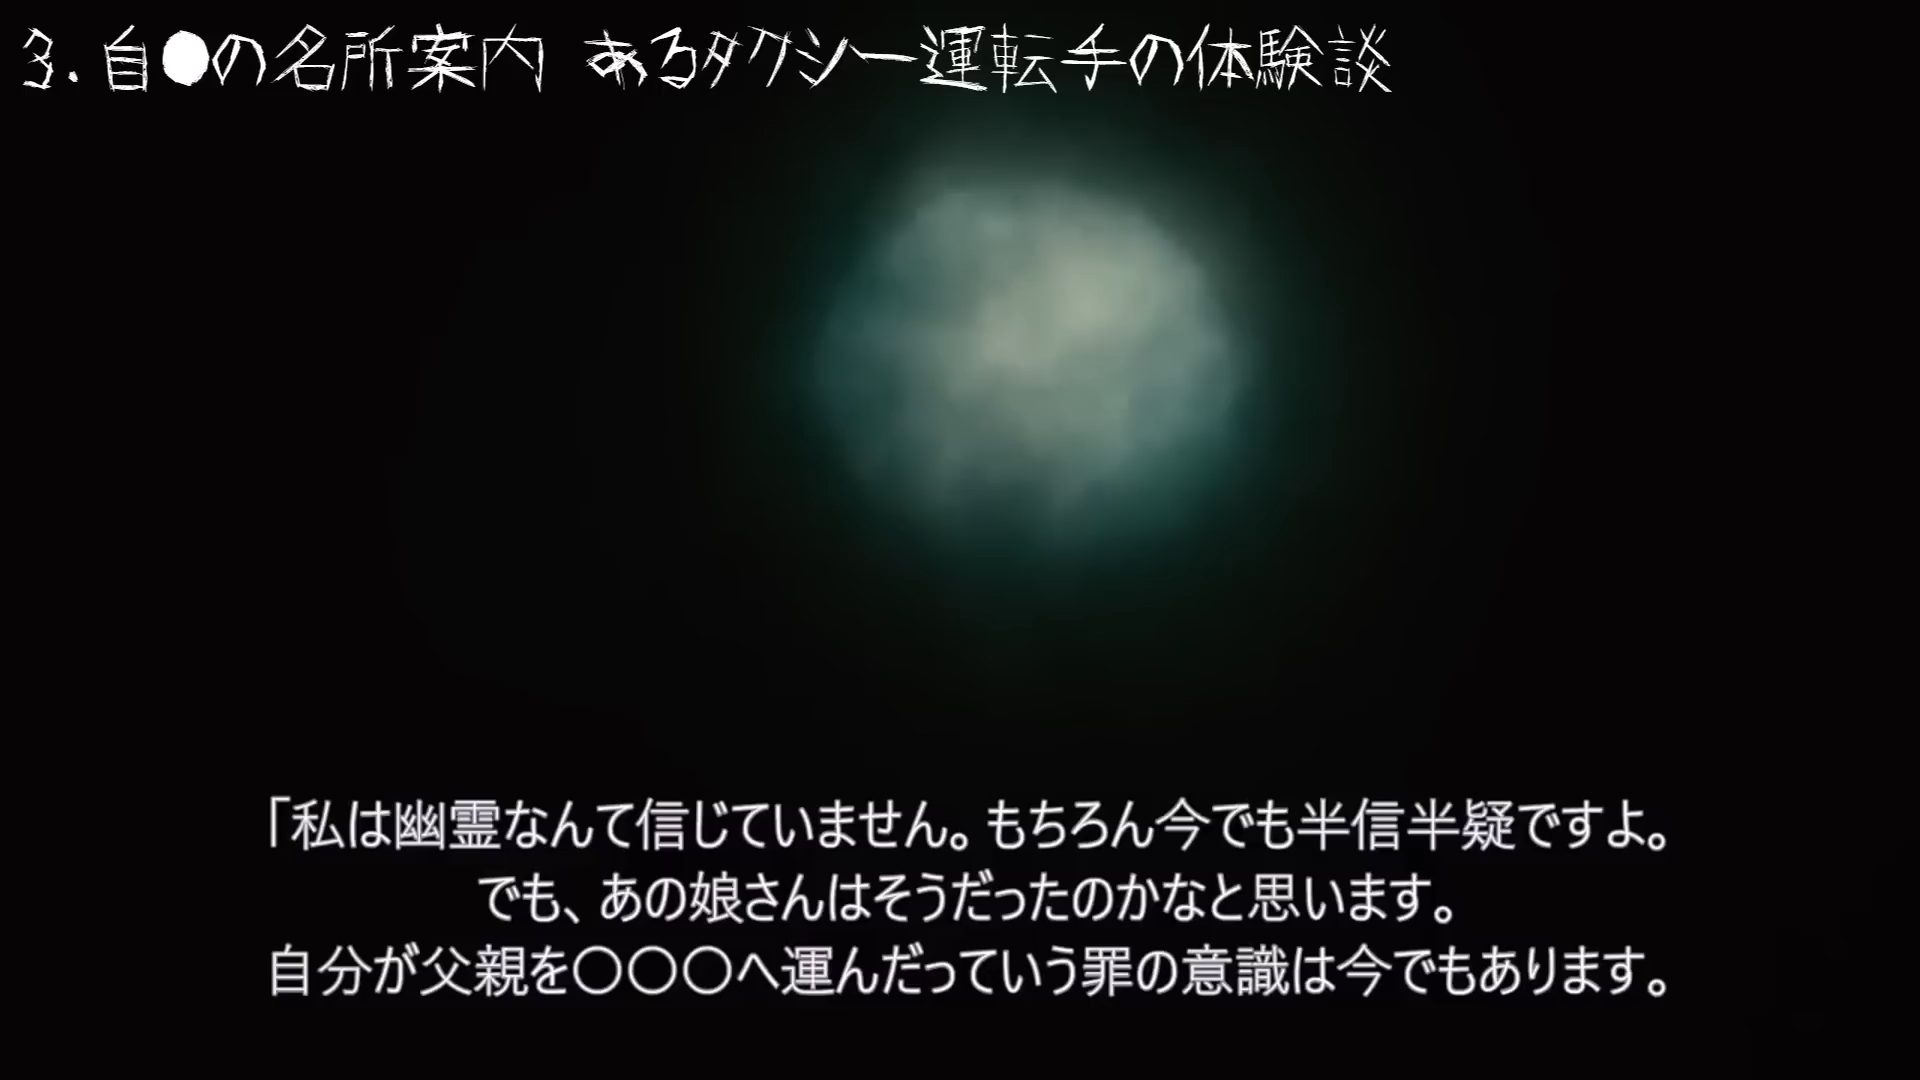 3.自●の名所案内 あるタクシー運転手の体験談
「私は幽霊なんて信じていません。もちろん今でも半信半疑ですよ。
でも、あの娘さんはそうだったのかなと思います。
自分が父親を〇〇〇へ運んだっていう罪の意識は今でもあります。